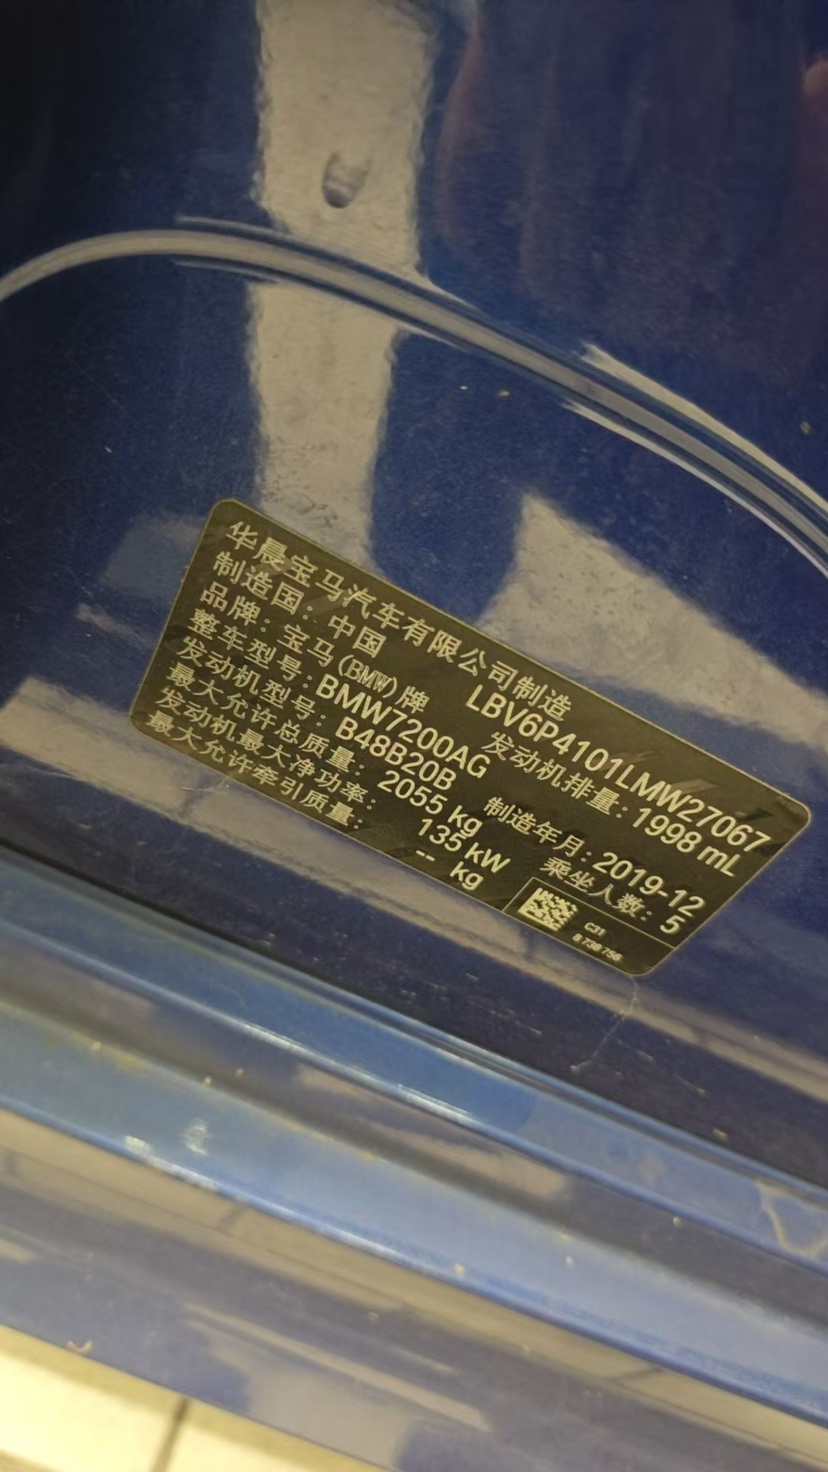 华晨宝马汽车有限公司制造
制造国：中国
LBV6P4101LMW27067
品牌：宝马(BMW)牌
发动机排量：1998 mL
整车型号：BMW7200AG
发动机型号：B48B20B
制造年月：2019-12
最大允许总质量：2055 kg
乘坐人数：5
发动机最大净功率：135 kW
最大允许牵引质量：-- kg
C31
8 738 756